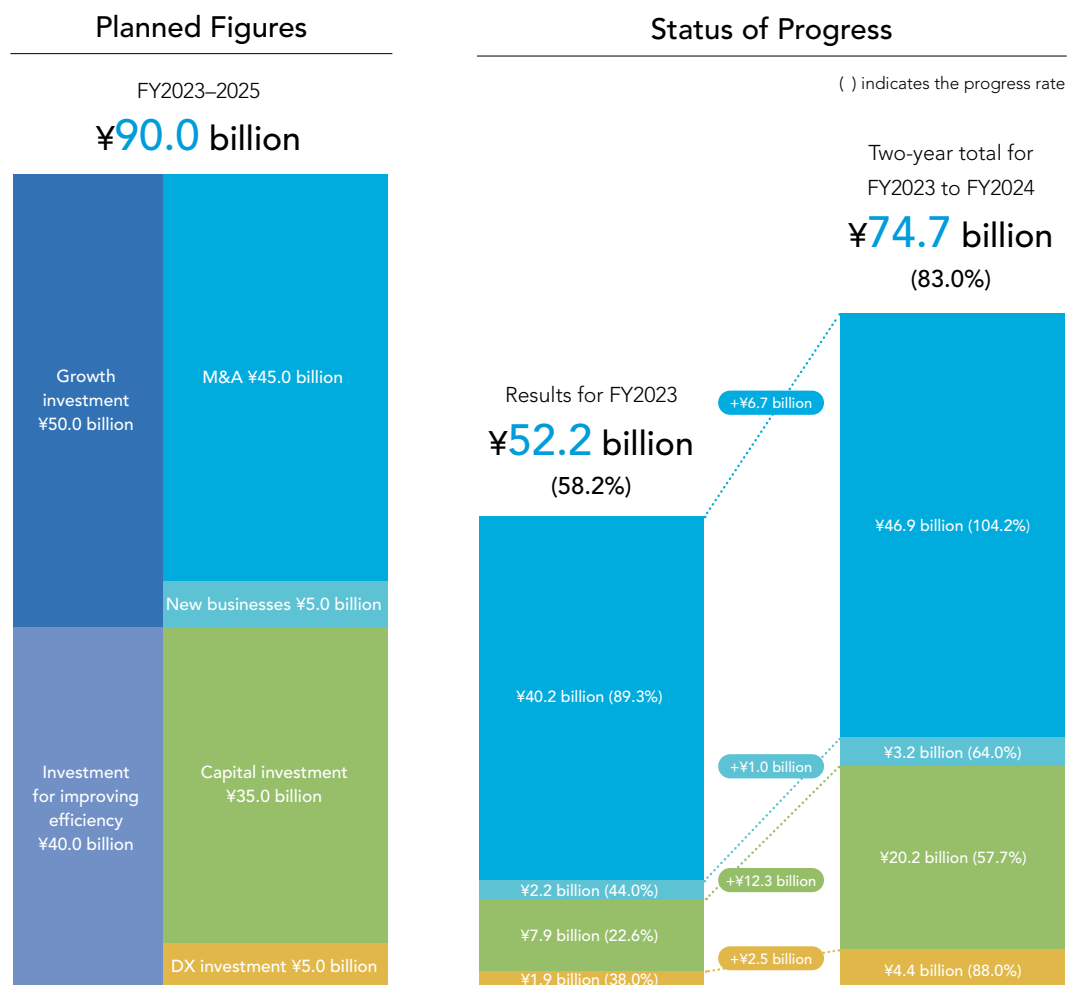 Planned Figures
FY2023–2025
¥90.0 billion
Growth
investment
¥50.0 billion
M&A ¥45.0 billion
New businesses ¥5.0 billion
Investment
for improving
efficiency
¥40.0 billion
Capital investment
¥35.0 billion
DX investment ¥5.0 billion
Status of Progress
( ) indicates the progress rate
Results for FY2023
¥52.2 billion
(58.2%)
¥40.2 billion (89.3%)
¥2.2 billion (44.0%)
¥7.9 billion (22.6%)
¥1.9 billion (38.0%)
+¥6.7 billion
+¥1.0 billion
+¥12.3 billion
+¥2.5 billion
Two-year total for
FY2023 to FY2024
¥74.7 billion
(83.0%)
¥46.9 billion (104.2%)
¥3.2 billion (64.0%)
¥20.2 billion (57.7%)
¥4.4 billion (88.0%)